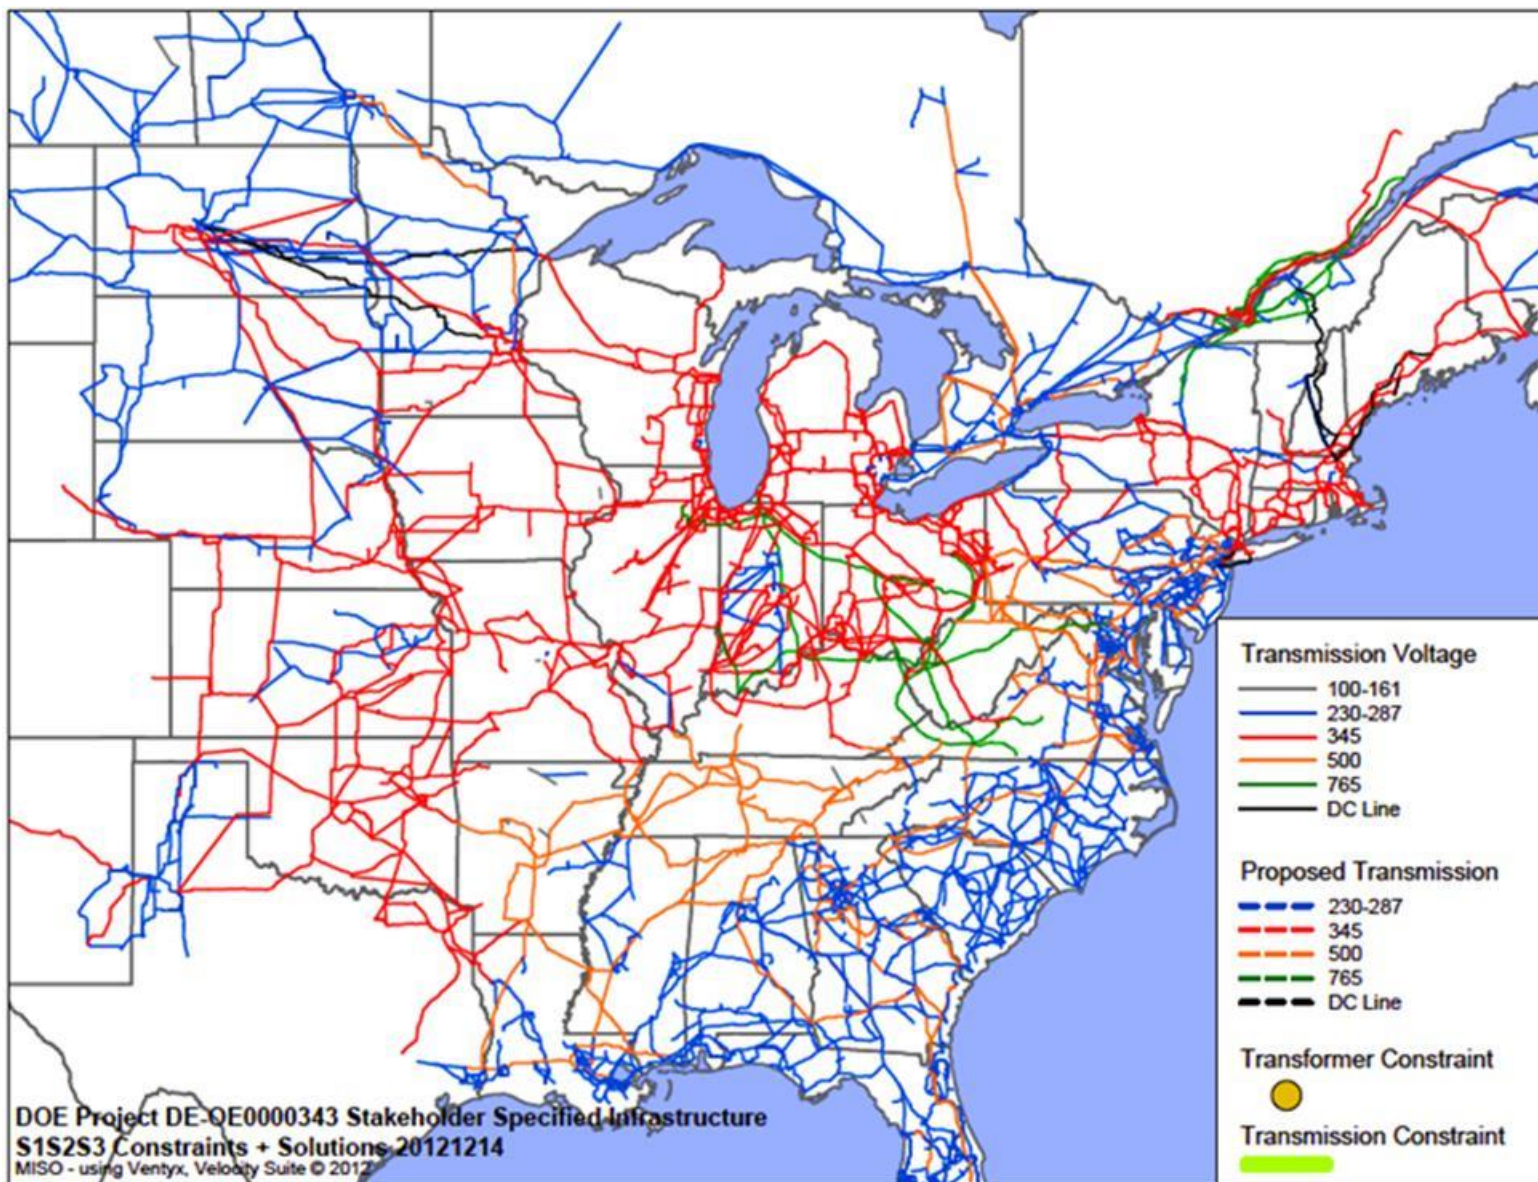 Transmission Voltage
100-161
230-287
345
500
765
DC Line
Proposed Transmission
230-287
345
500
765
DC Line
Transformer Constraint
Transmission Constraint
DOE Project DE-OE0000343 Stakeholder Specified Infrastructure
S1S2S3 Constraints + Solutions 20121214
MISO - using Ventyx, Velocity Suite © 2012